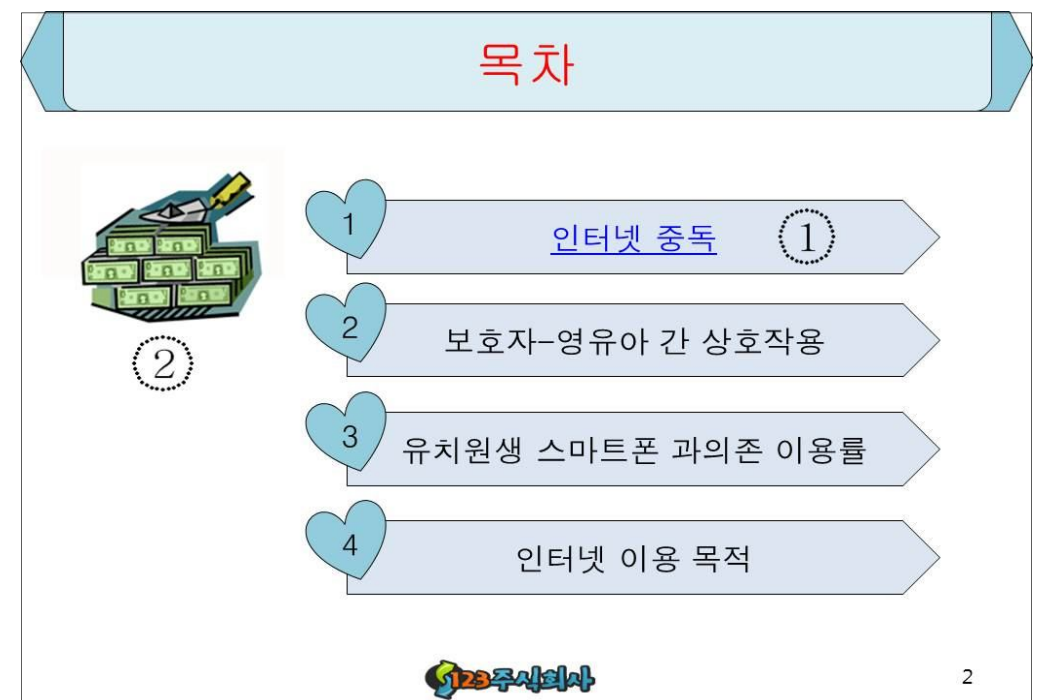 목차
1
인터넷 중독
①
2
보호자-영유아 간 상호작용
②
3
유치원생 스마트폰 과의존 이용률
4
인터넷 이용 목적
123주식회사
2